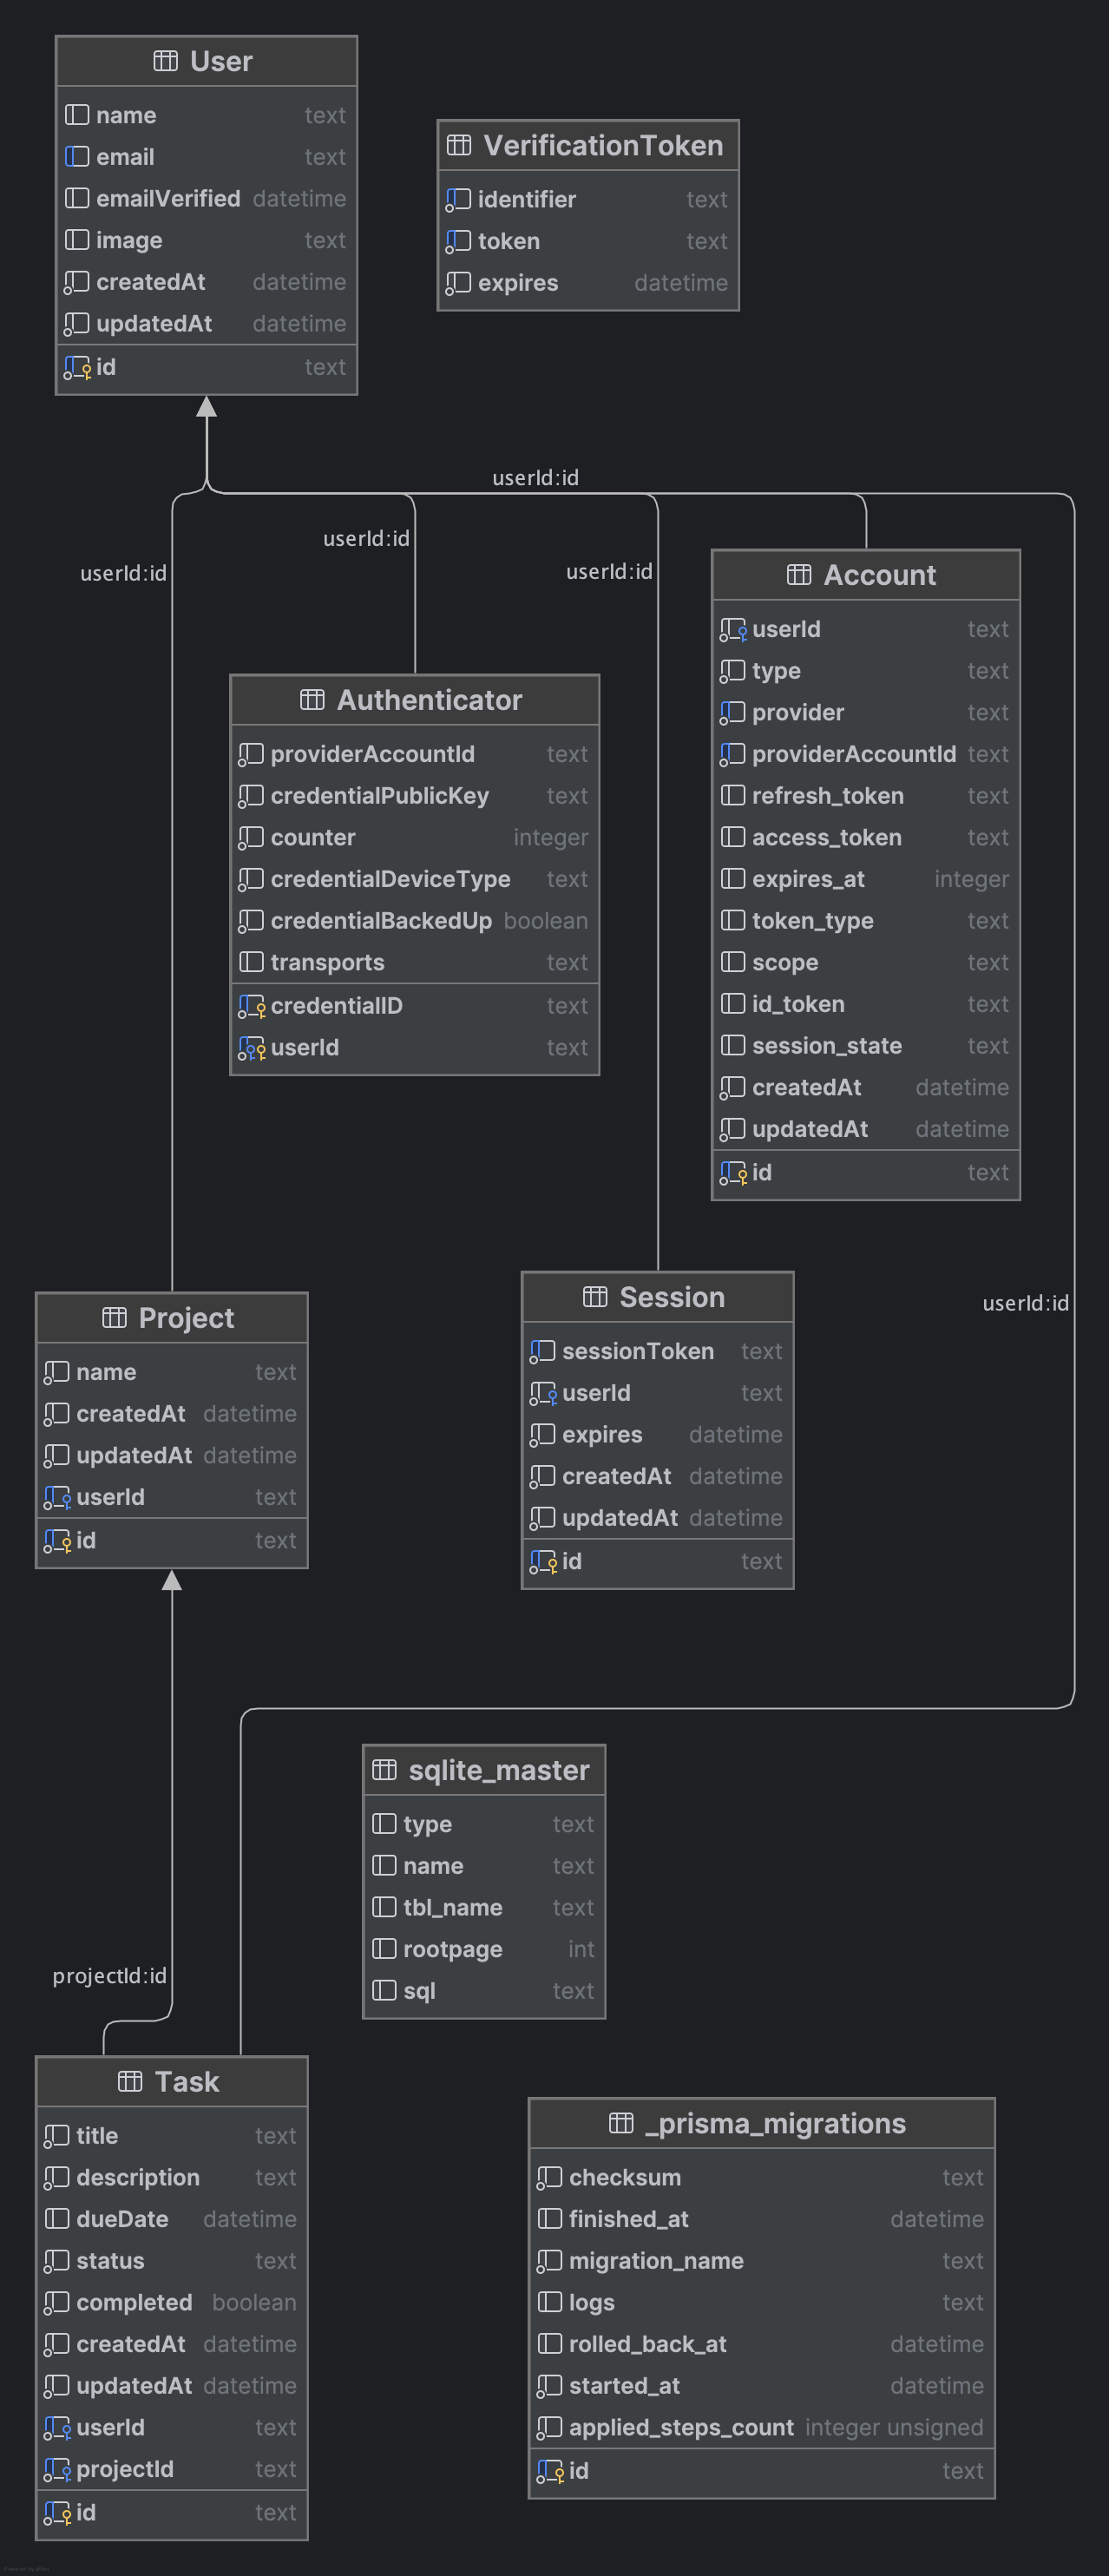 User
name text
email text
emailVerified datetime
image text
createdAt datetime
updatedAt datetime
id text
VerificationToken
identifier text
token text
expires datetime
userId:id
userId:id
userId:id
userId:id
Account
userId text
type text
provider text
providerAccountId text
refresh_token text
access_token text
expires_at integer
token_type text
scope text
id_token text
session_state text
createdAt datetime
updatedAt datetime
id text
Authenticator
providerAccountId text
credentialPublicKey text
counter integer
credentialDeviceType text
credentialBackedUp boolean
transports text
credentialID text
userId text
Session
sessionToken text
userId text
expires datetime
createdAt datetime
updatedAt datetime
id text
userId:id
Project
name text
createdAt datetime
updatedAt datetime
userId text
id text
sqlite_master
type text
name text
tbl_name text
rootpage int
sql text
projectId:id
Task
title text
description text
dueDate datetime
status text
completed boolean
createdAt datetime
updatedAt datetime
userId text
projectId text
id text
_prisma_migrations
checksum text
finished_at datetime
migration_name text
logs text
rolled_back_at datetime
started_at datetime
applied_steps_count integer unsigned
id text
Powered by yFiles